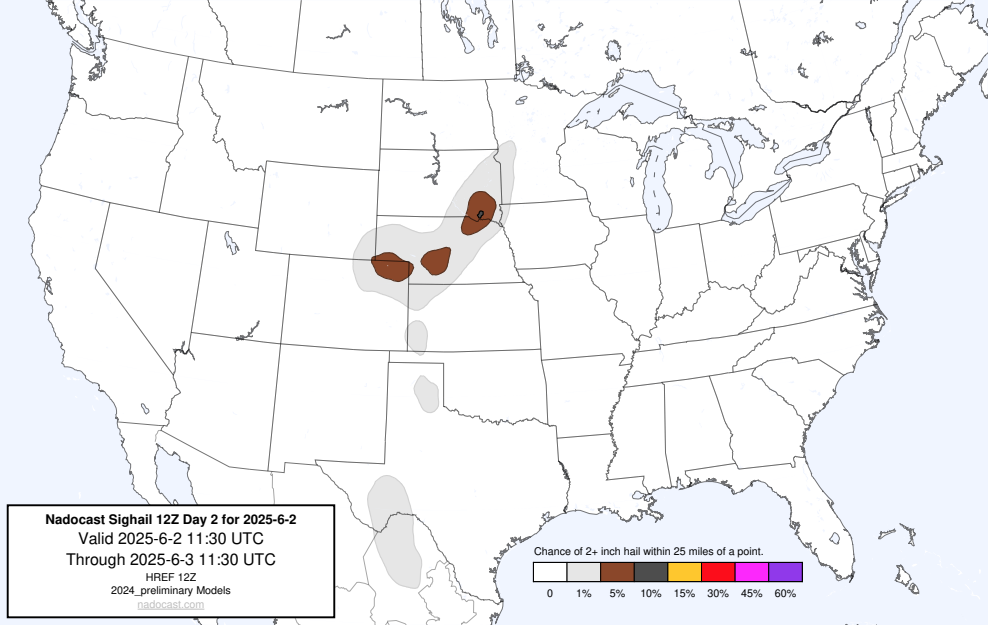 Nadocast Sighail 12Z Day 2 for 2025-6-2
Valid 2025-6-2 11:30 UTC
Through 2025-6-3 11:30 UTC
HREF 12Z
2024_preliminary Models
nadocast.com
Chance of 2+ inch hail within 25 miles of a point.
0 1% 5% 10% 15% 30% 45% 60%